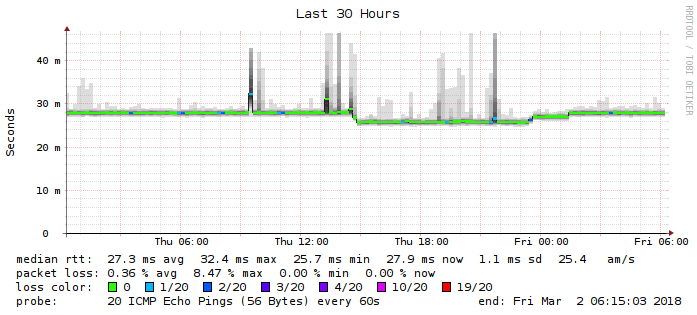 Last 30 Hours
RRDTOOL / TOBI OETIKER
Seconds
40 m
30 m
20 m
10 m
0
Thu 06:00 Thu 12:00 Thu 18:00 Fri 00:00 Fri 06:00
median rtt: 27.3 ms avg 32.4 ms max 25.7 ms min 27.9 ms now 1.1 ms sd 25.4 am/s
packet loss: 0.36 % avg 8.47 % max 0.00 % min 0.00 % now
loss color: 0 1/20 2/20 3/20 4/20 10/20 19/20
probe: 20 ICMP Echo Pings (56 Bytes) every 60s end: Fri Mar 2 06:15:03 2018